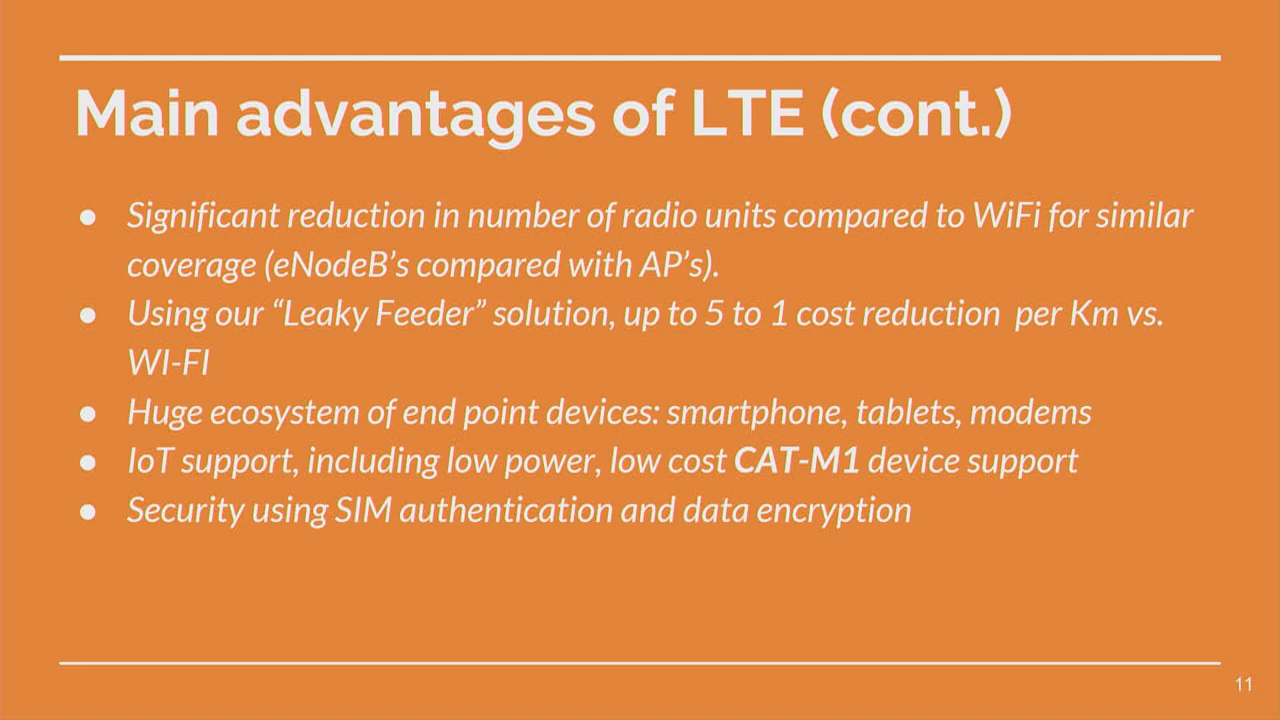 Main advantages of LTE (cont.)
● Significant reduction in number of radio units compared to WiFi for similar
coverage (eNodeB’s compared with AP’s).
● Using our “Leaky Feeder” solution, up to 5 to 1 cost reduction  per Km vs.
WI-FI
● Huge ecosystem of end point devices: smartphone, tablets, modems
● IoT support, including low power, low cost CAT-M1 device support
● Security using SIM authentication and data encryption
11